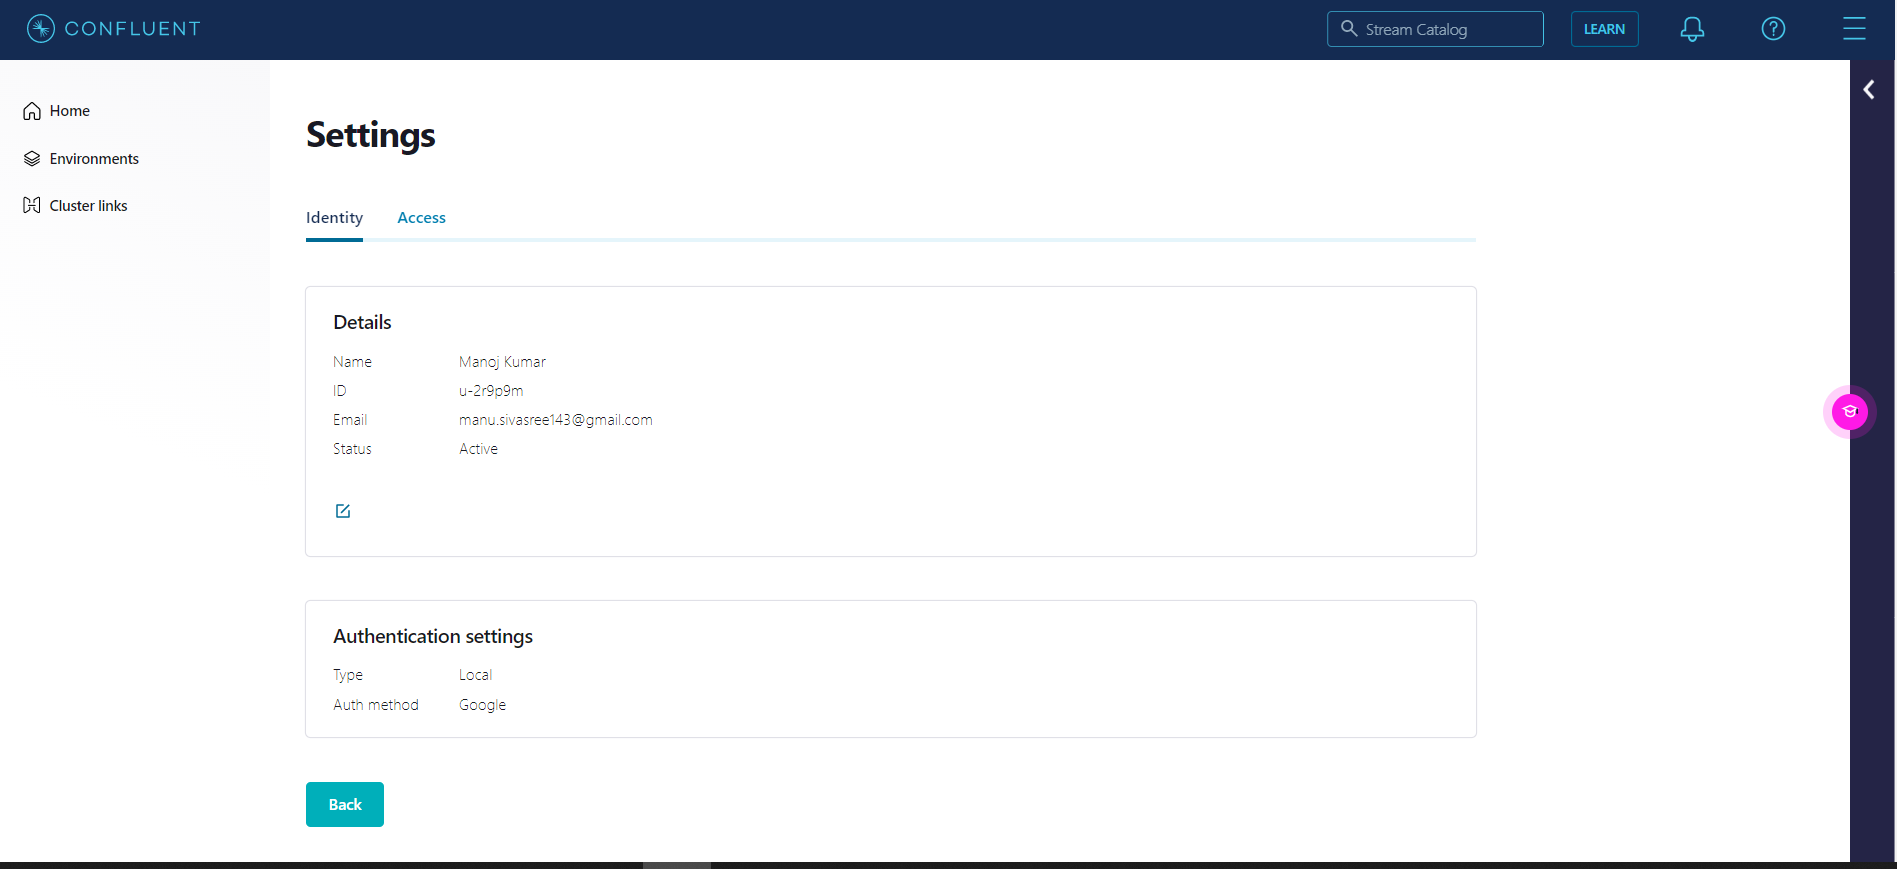 CONFLUENT
Stream Catalog
LEARN
Home
Environments
Cluster links
Settings
Identity Access
Details
Name Manoj Kumar
ID u-2r9p9m
Email manu.sivasree143@gmail.com
Status Active
Authentication settings
Type Local
Auth method Google
Back